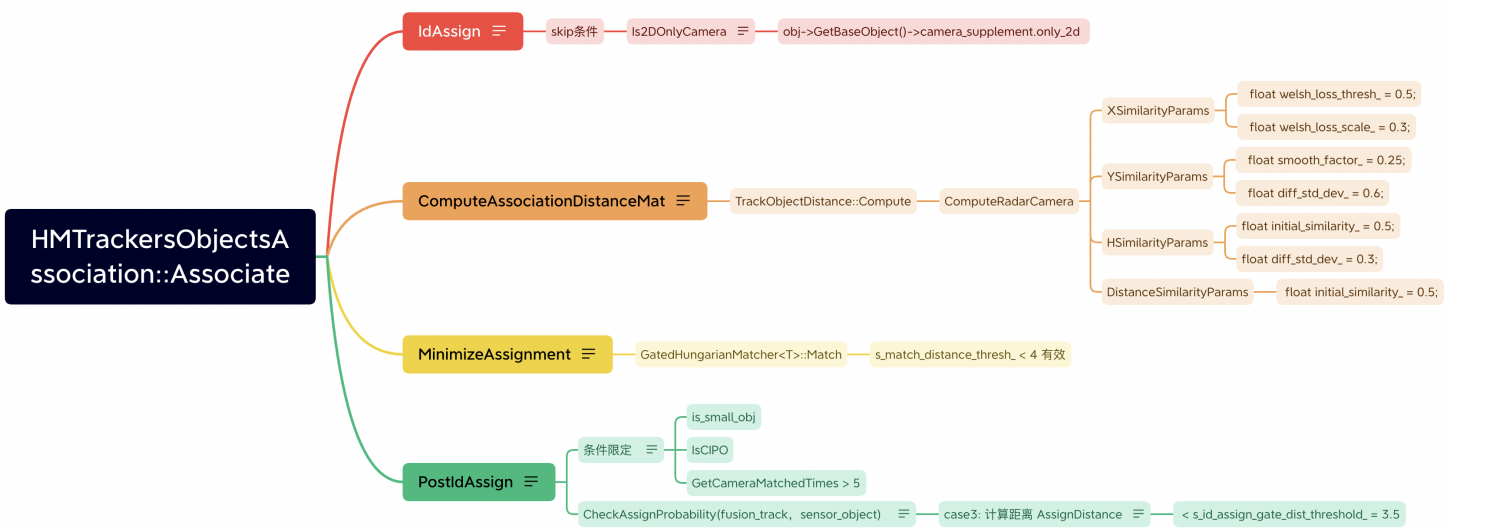 HMTrackersObjectsA
ssociation::Associate
IdAssign
skip条件
Is2DOnlyCamera
obj->GetBaseObject()->camera_supplement.only_2d
ComputeAssociationDistanceMat
TrackObjectDistance::Compute
ComputeRadarCamera
XSimilarityParams
float welsh_loss_thresh_ = 0.5;
float welsh_loss_scale_ = 0.3;
YSimilarityParams
float smooth_factor_ = 0.25;
float diff_std_dev_ = 0.6;
HSimilarityParams
float initial_similarity_ = 0.5;
float diff_std_dev_ = 0.3;
DistanceSimilarityParams
float initial_similarity_ = 0.5;
MinimizeAssignment
GatedHungarianMatcher<T>::Match
s_match_distance_thresh_ < 4 有效
PostIdAssign
条件限定
is_small_obj
IsCIPO
GetCameraMatchedTimes > 5
CheckAssignProbability(fusion_track，sensor_object)
case3: 计算距离 AssignDistance
< s_id_assign_gate_dist_threshold_ = 3.5